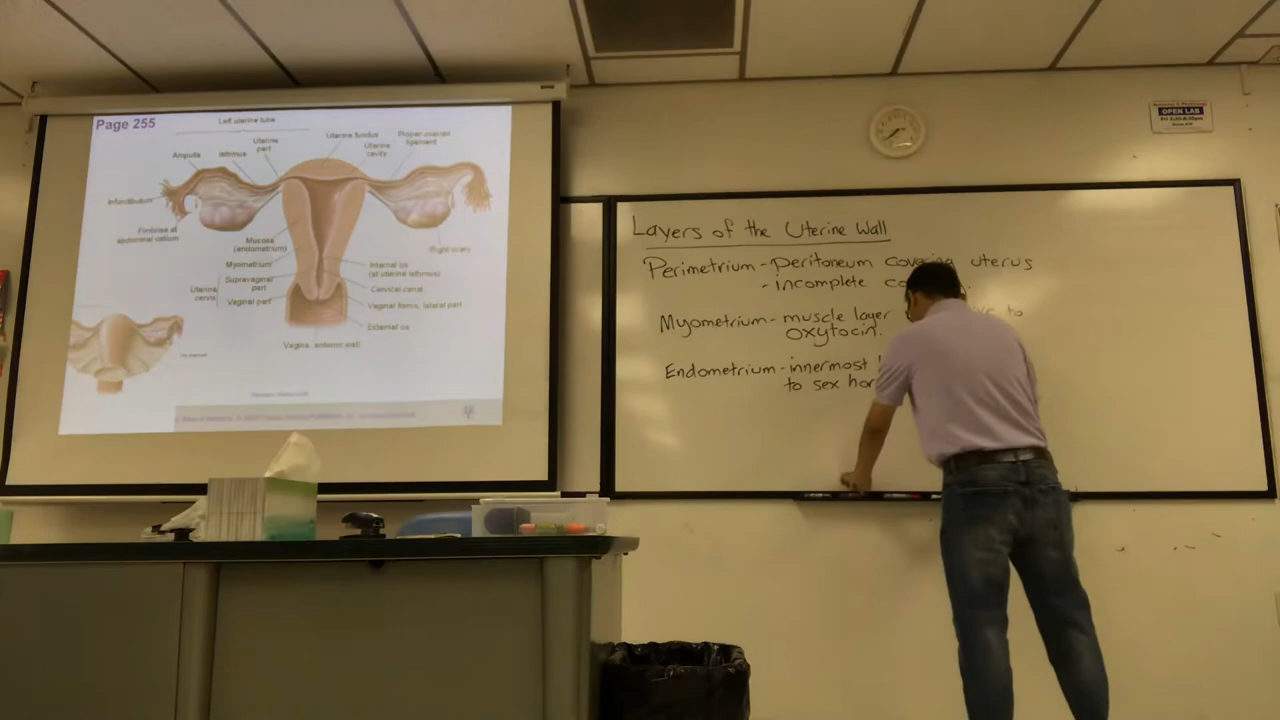 Page 255
Left uterine tube
Uterine fundus
Proper ovarian
ligament
Uterine
part
Uterine
cavity
Ampulla
Isthmus
Infundibulum
Fimbriae at
abdominal ostium
Right ovary
Mucosa
(endometrium)
Myometrium
Internal os
(at uterine isthmus)
Supravaginal
part
Uterine
cervix
Cervical canal
Vaginal part
Vaginal fornix, lateral part
External os
Vagina, anterior wall
Layers of the Uterine Wall
Perimetrium - peritoneum covering uterus
- incomplete
Myometrium - muscle layer to
oxytocin.
Endometrium - innermost
to sex
OPEN LAB